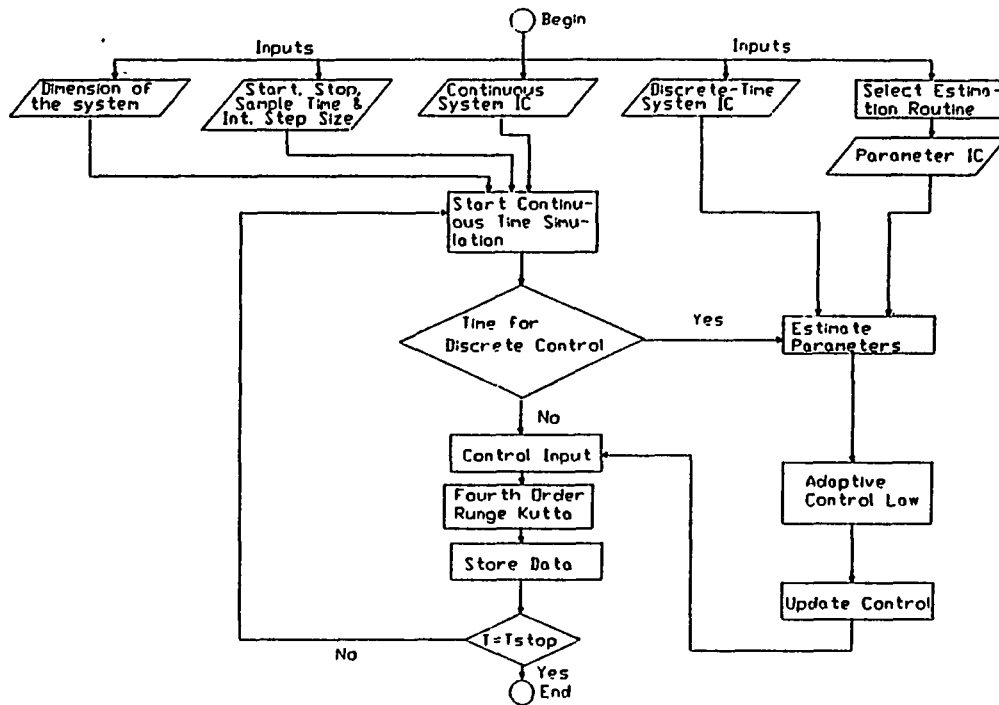 Begin
Inputs
Inputs
Dimension of
the system
Start, Stop,
Sample Time &
Int. Step Size
Continuous
System IC
Discrete-Time
System IC
Select Estima-
tion Routine
Parameter IC
Start Continu-
ous Time Simu-
lation
Time for
Discrete Control
Yes
Estimate
Parameters
No
Control Input
Adaptive
Control Law
Fourth Order
Runge Kutta
Store Data
Update Control
T=Tstop
No
Yes
End